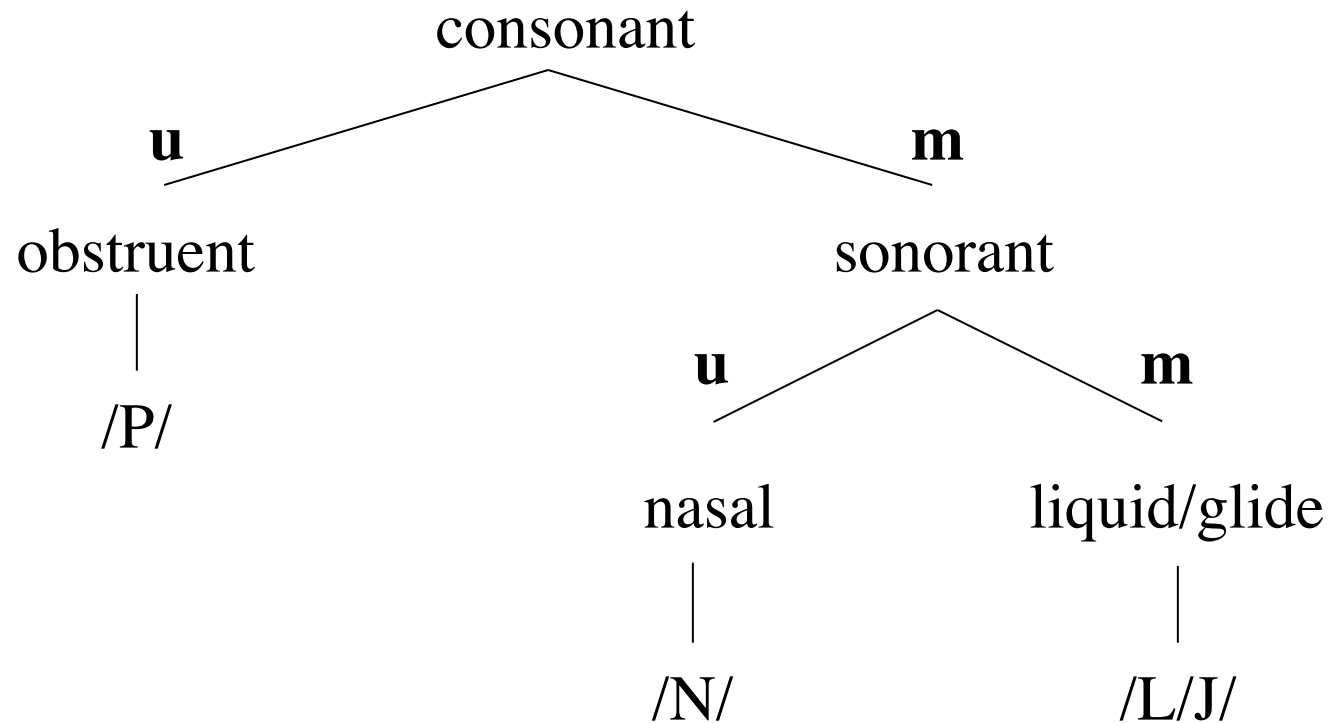 consonant
u m
obstruent sonorant
u m
/P/
nasal liquid/glide
/N/ /L/J/